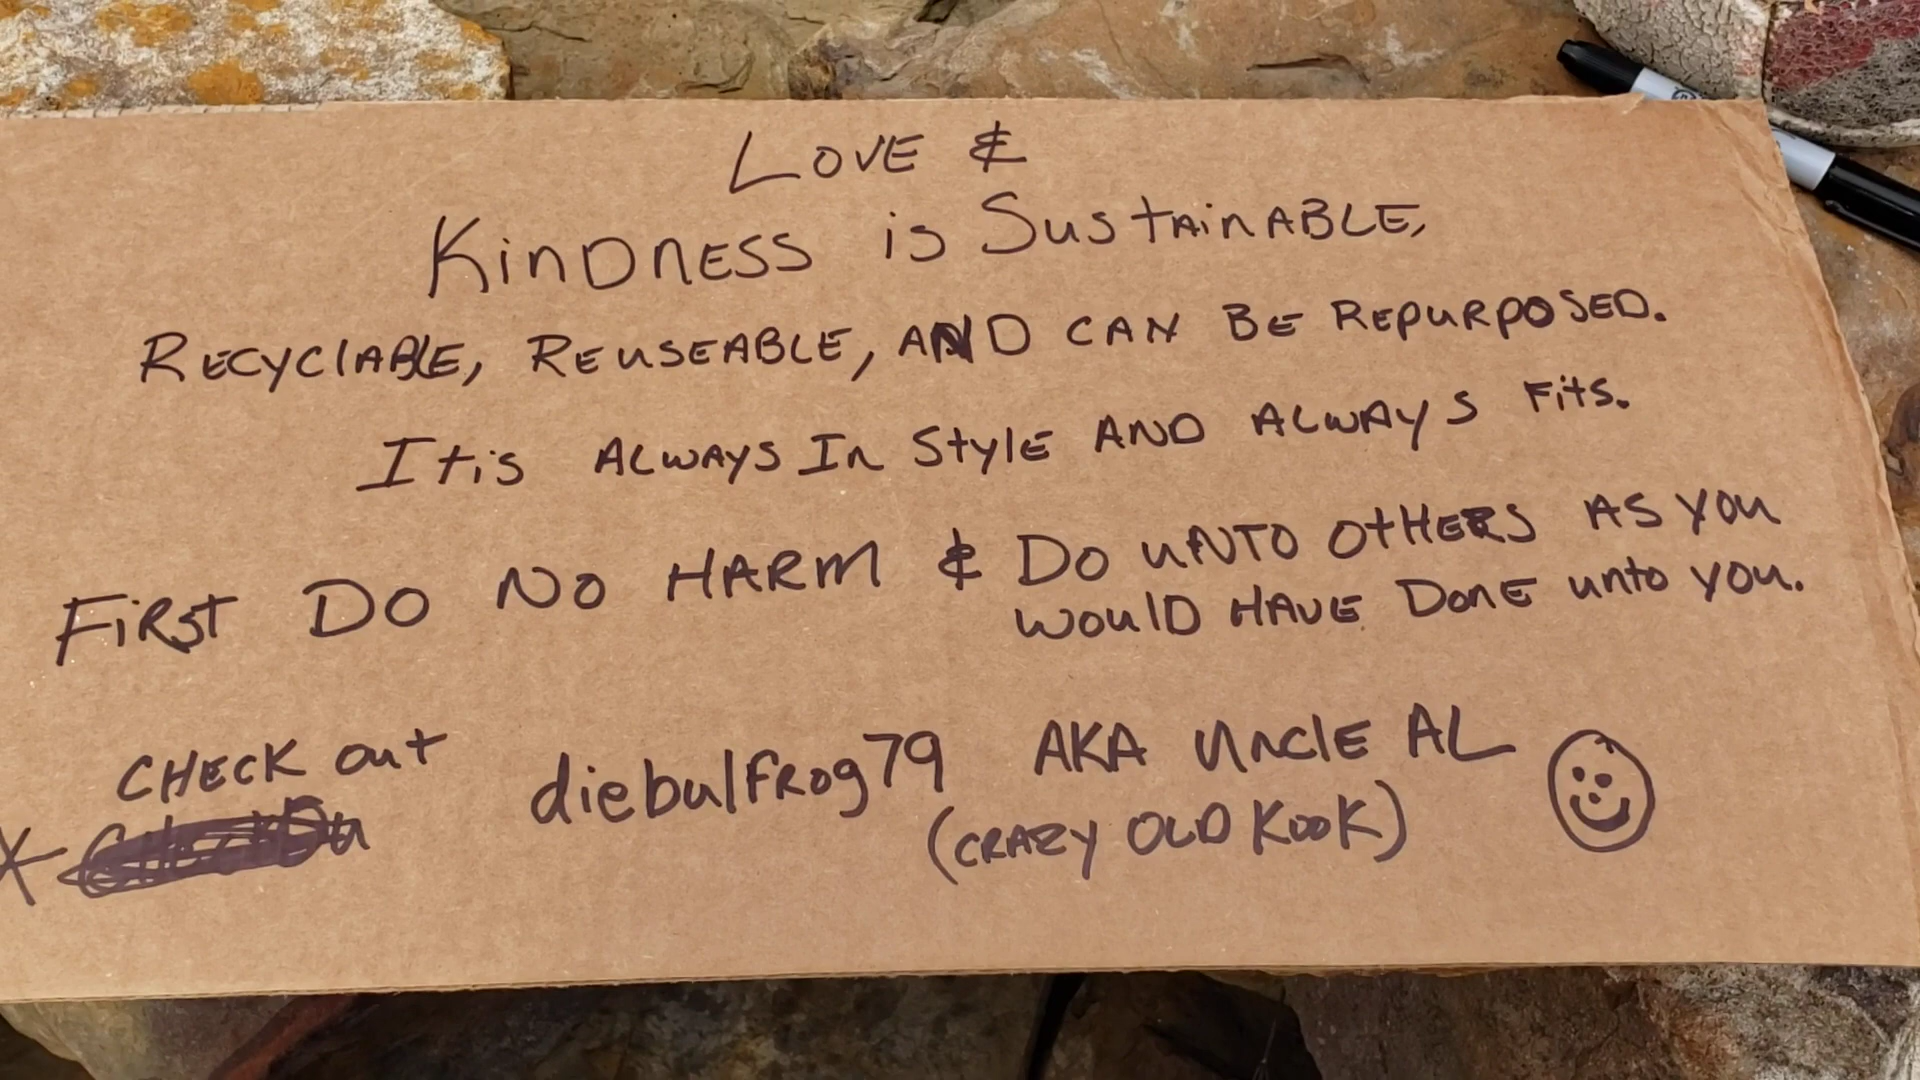 LOVE &
KinDnESS is SustAinABLE,
RECYClABLE, REuSEABLE, AND CAN BE REpuRpOSED.
It is ALWAYS In StylE AND ALWAYS Fits.
FiRSt DO NO HARM & DO uNTO OtHERS AS YOu
WOulD HAVE DOnE unto you.
CHECK Out diebulfrog79 AKA UncLE AL
(CRAZY OLD KOOK)